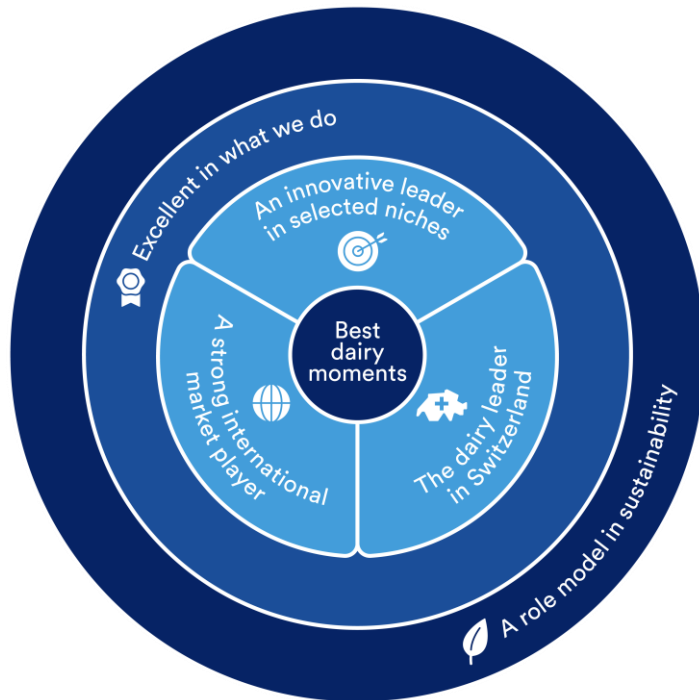 Excellent in what we do
An innovative leader
in selected niches
Best
dairy
moments
A strong international
market player
The dairy leader
in Switzerland
A role model in sustainability